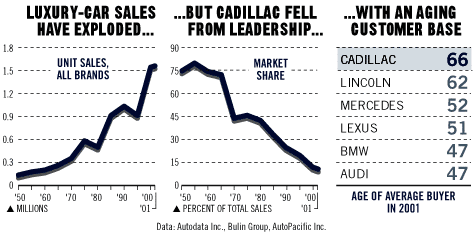 LUXURY-CAR SALES
HAVE EXPLODED...
1.8
1.5
1.2
0.9
0.6
0.3
0
UNIT SALES,
ALL BRANDS
'50 '60 '70 '80 '90 '00
▲ MILLIONS '01
...BUT CADILLAC FELL
FROM LEADERSHIP...
90
75
60
45
30
15
0
MARKET
SHARE
'50 '60 '70 '80 '90 '00
▲ PERCENT OF TOTAL SALES '01
...WITH AN AGING
CUSTOMER BASE
CADILLAC 66
LINCOLN 62
MERCEDES 52
LEXUS 51
BMW 47
AUDI 47
AGE OF AVERAGE BUYER
IN 2001
Data: Autodata Inc., Bulin Group, AutoPacific Inc.